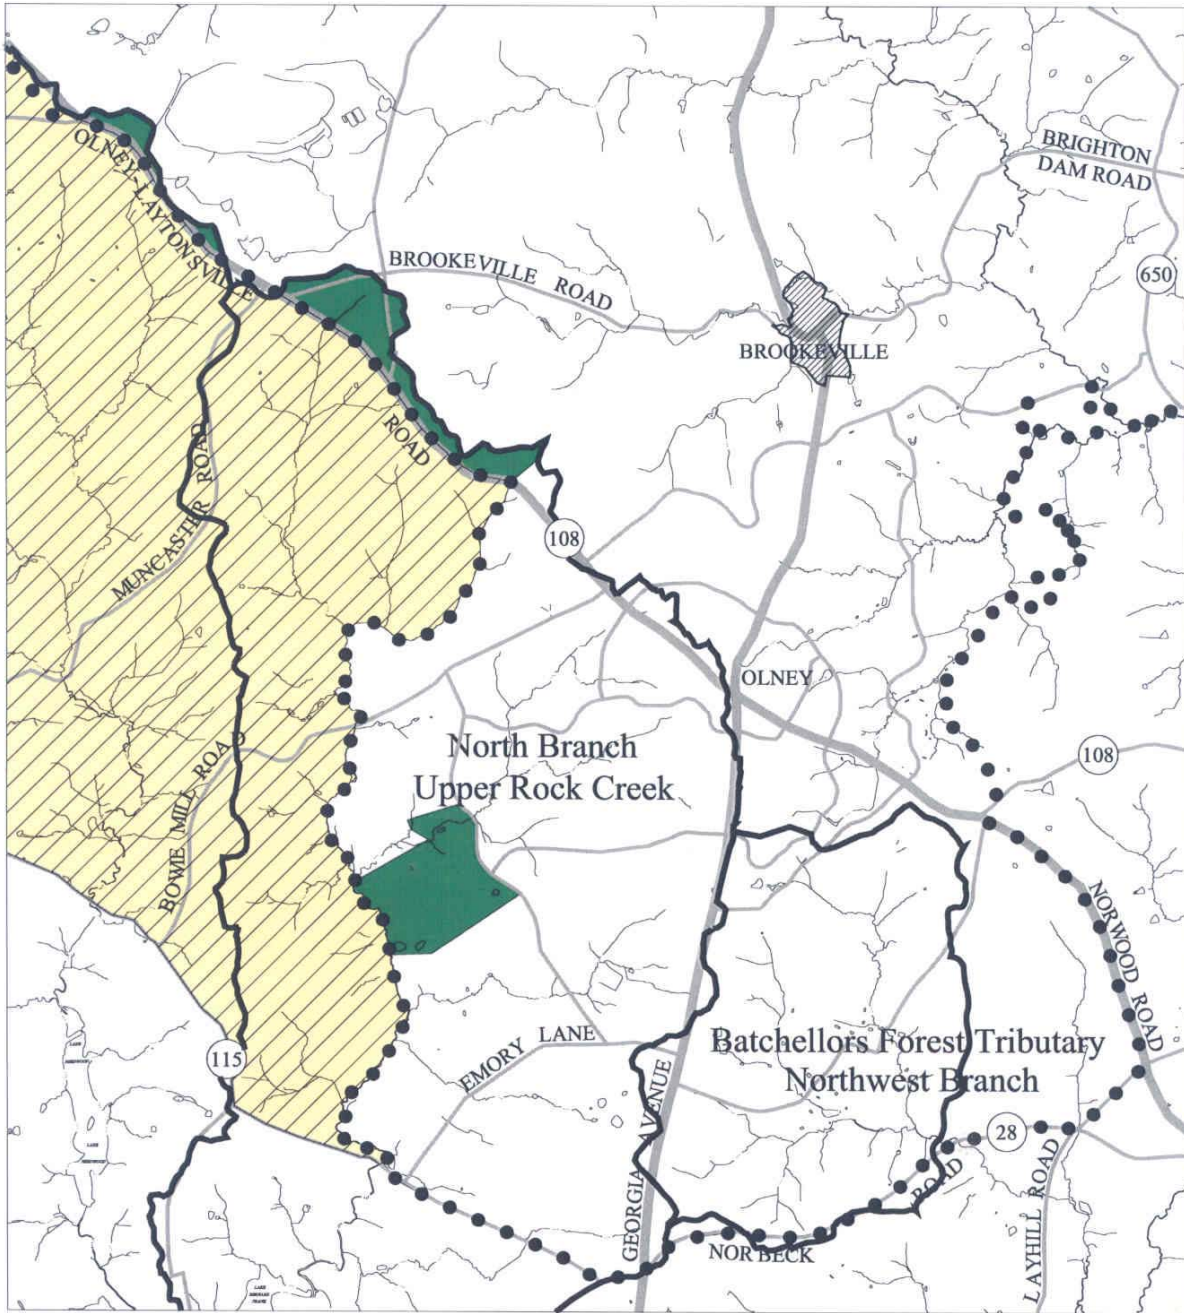 BRIGHTON
DAM ROAD
OLNEY-LAYTONSVILLE
ROAD
BROOKEVILLE ROAD
650
BROOKEVILLE
MUNCASTER ROAD
108
OLNEY
North Branch
Upper Rock Creek
108
BOWE MILL ROAD
NORWOOD ROAD
EMORY LANE
Batchellors Forest Tributary
Northwest Branch
115
GEORGIA AVENUE
28
NORBECK
ROAD
LAYHILL ROAD